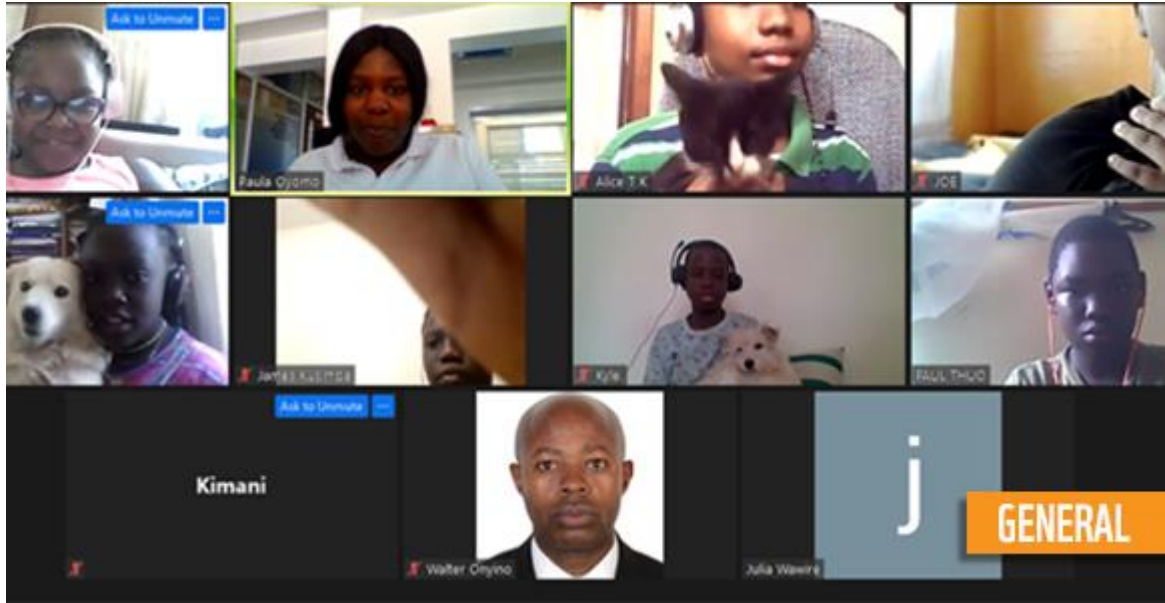 Ask to Unmute ...
Paula Oyomo
Alice T.K
JOE
Ask to Unmute ...
James
Kyle
PAUL THUO
Ask to Unmute ...
Kimani
Walter Onyino
j
Julia Wawire
GENERAL